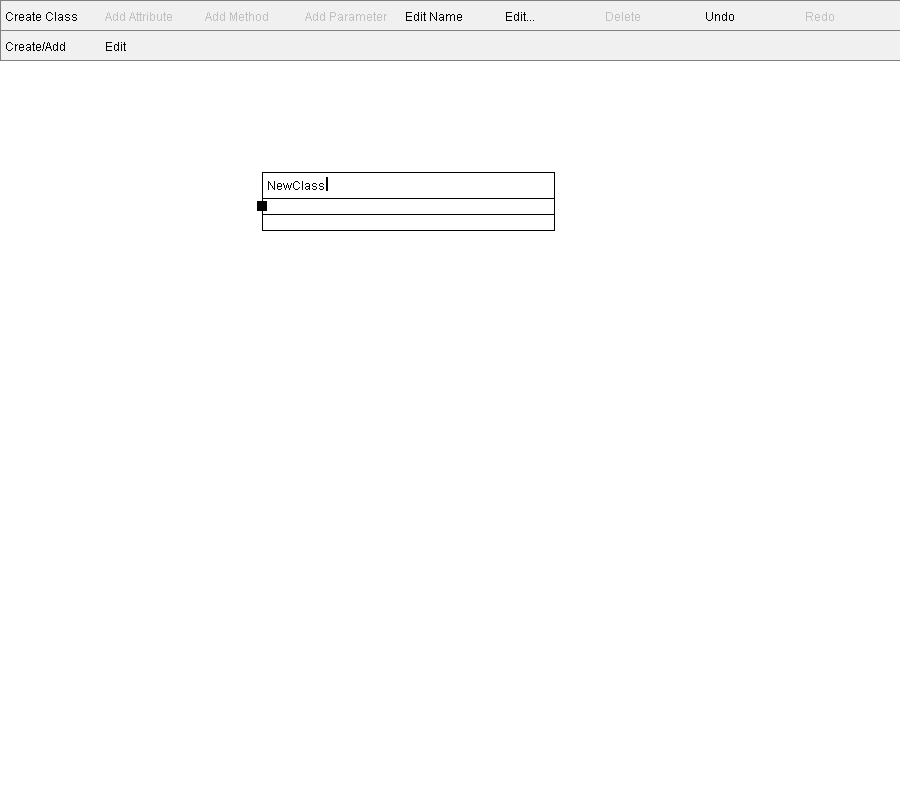 Create Class Add Attribute Add Method Add Parameter Edit Name Edit... Delete Undo Redo
Create/Add Edit
NewClass